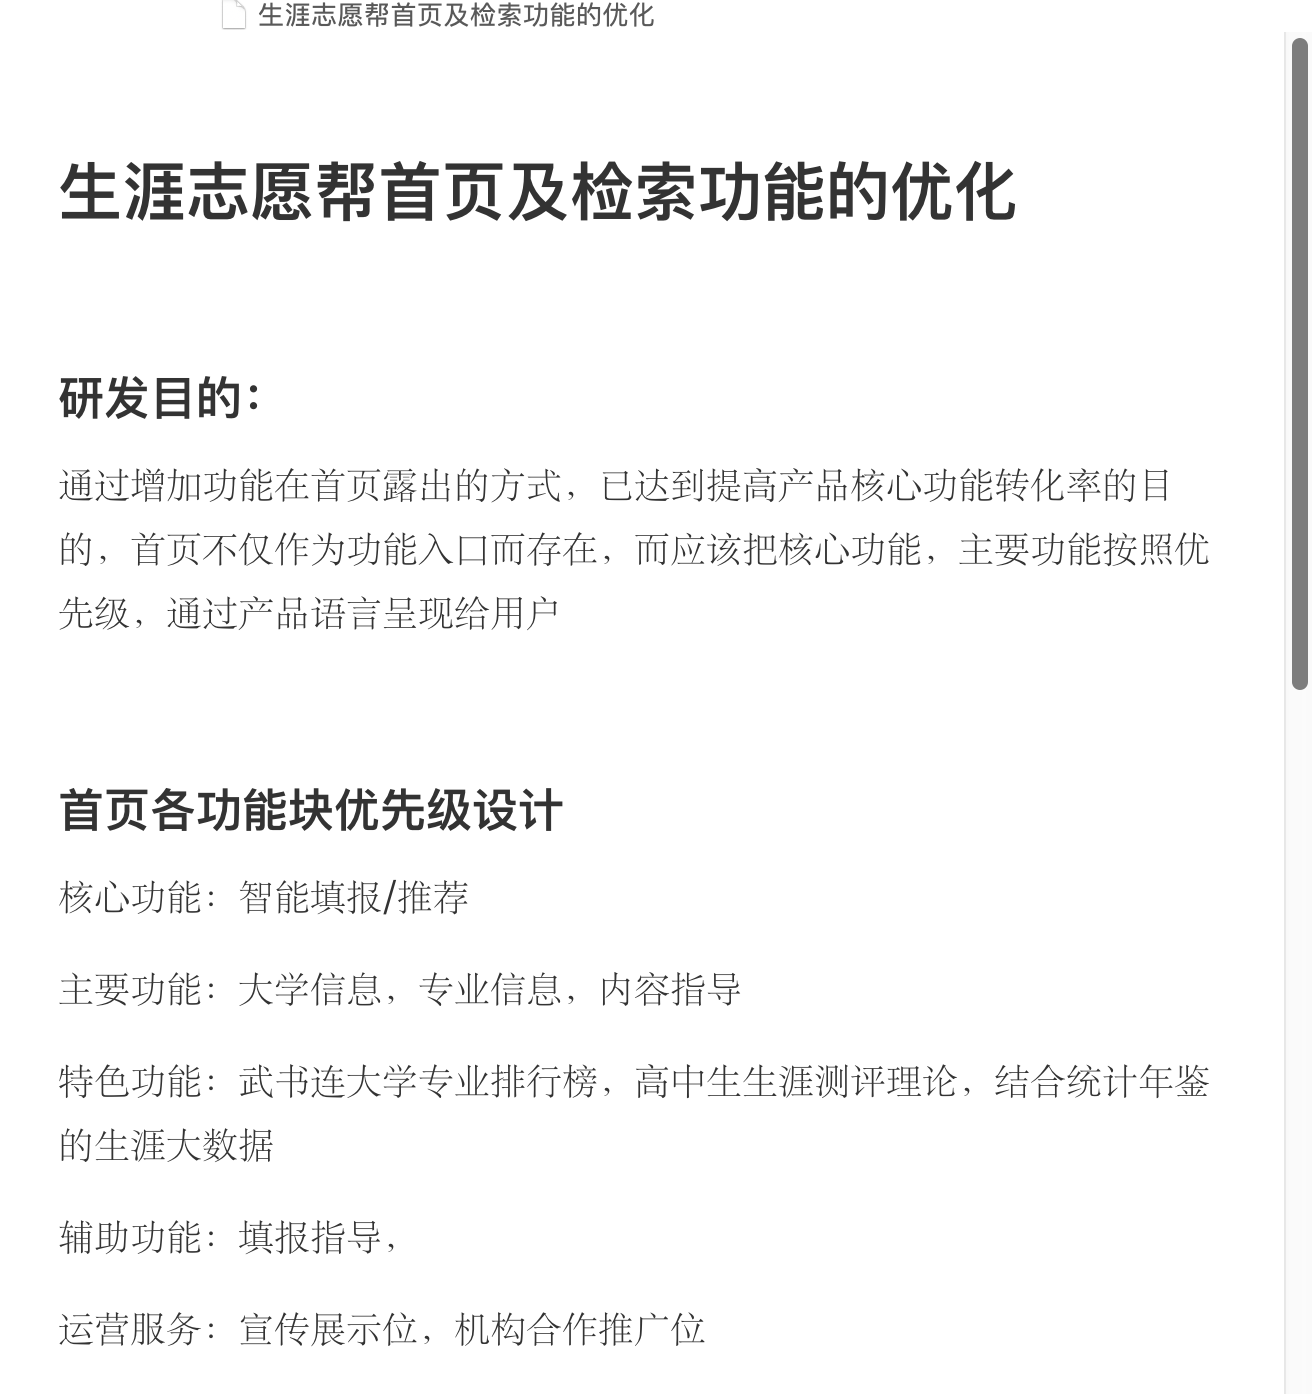 生涯志愿帮首页及检索功能的优化
生涯志愿帮首页及检索功能的优化
研发目的：
通过增加功能在首页露出的方式，已达到提高产品核心功能转化率的目
的，首页不仅作为功能入口而存在，而应该把核心功能，主要功能按照优
先级，通过产品语言呈现给用户
首页各功能块优先级设计
核心功能：智能填报/推荐
主要功能：大学信息，专业信息，内容指导
特色功能：武书连大学专业排行榜，高中生生涯测评理论，结合统计年鉴
的生涯大数据
辅助功能：填报指导，
运营服务：宣传展示位，机构合作推广位